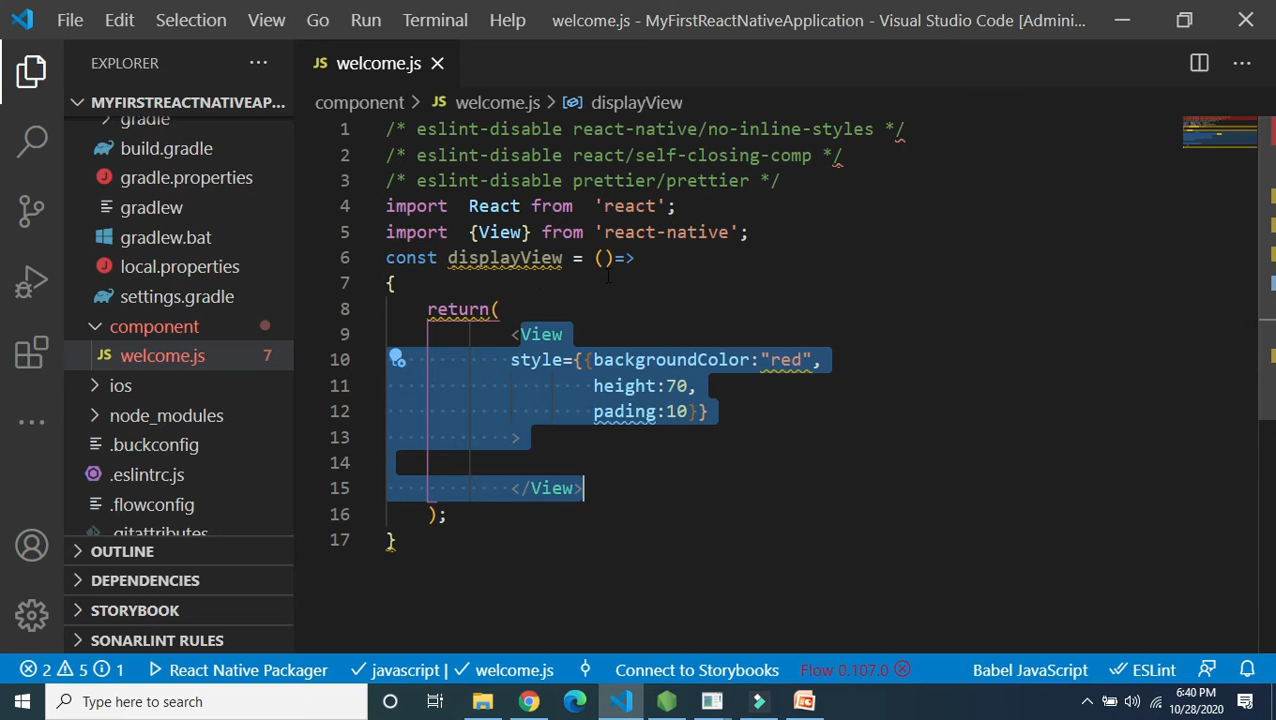 File Edit Selection View Go Run Terminal Help welcome.js - MyFirstReactNativeApplication - Visual Studio Code [Admini...
EXPLORER ...
JS welcome.js
MYFIRSTREACTNATIVEAP...
component > JS welcome.js > displayView
gradle
build.gradle
gradle.properties
gradlew
gradlew.bat
local.properties
settings.gradle
component
JS welcome.js 7
ios
node_modules
.buckconfig
.eslintrc.js
.flowconfig
.gitattributes
OUTLINE
DEPENDENCIES
STORYBOOK
SONARLINT RULES
1 /* eslint-disable react-native/no-inline-styles */
2 /* eslint-disable react/self-closing-comp */
3 /* eslint-disable prettier/prettier */
4 import  React from  'react';
5 import  {View} from 'react-native';
6 const displayView = ()=>
7 {
8     return(
9             <View
10             style={{backgroundColor:"red",
11                     height:70,
12                     pading:10}}
13             >
14
15             </View>
16     );
17 }
2 5 1 React Native Packager javascript | welcome.js Connect to Storybooks Flow 0.107.0 Babel JavaScript ESLint
Type here to search
6:40 PM
10/28/2020